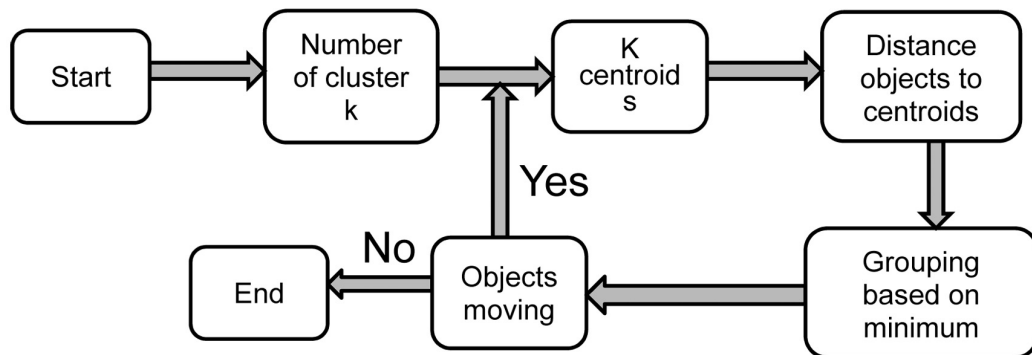 Start
Number
of cluster
k
K
centroid
s
Distance
objects to
centroids
Yes
No
End
Objects
moving
Grouping
based on
minimum